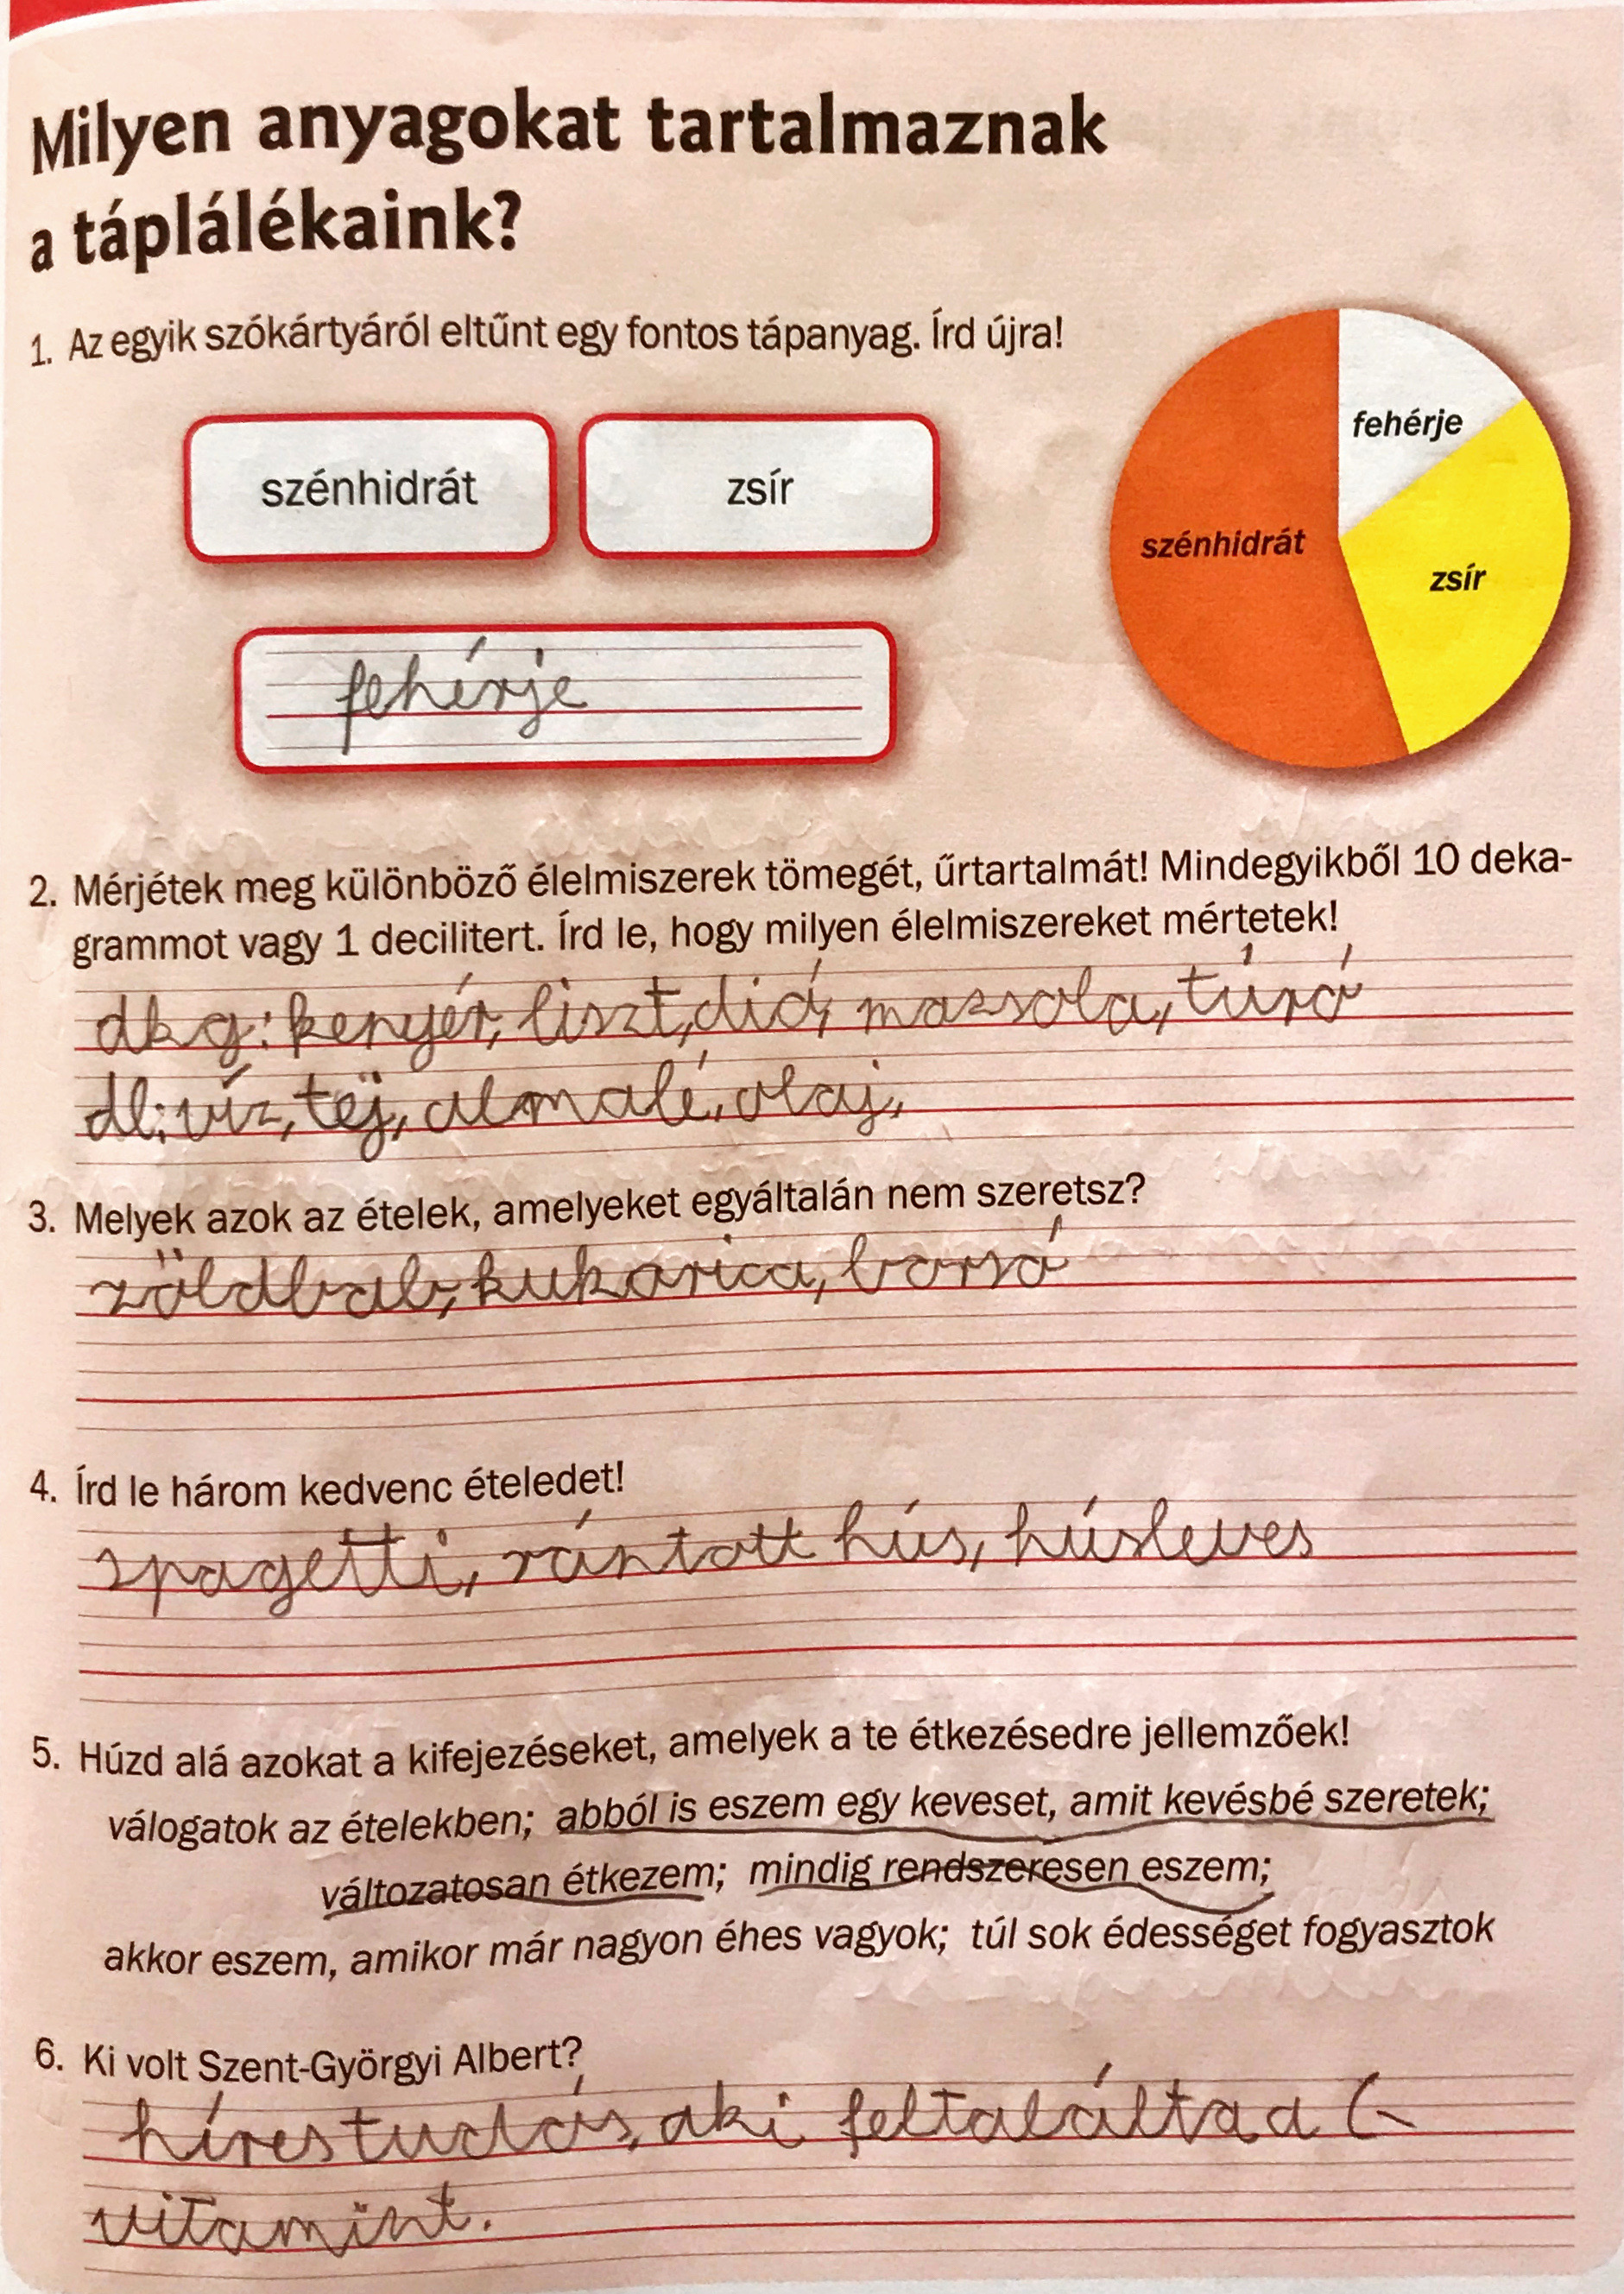 Milyen anyagokat tartalmaznak
a táplálékaink?
1. Az egyik szókártyáról eltűnt egy fontos tápanyag. Írd újra!
szénhidrát
zsír
fehérje
fehérje
szénhidrát
zsír
2. Mérjétek meg különböző élelmiszerek tömegét, űrtartalmát! Mindegyikből 10 deka-
grammot vagy 1 decilitert. Írd le, hogy milyen élelmiszereket mértetek!
dkg: kenyér, liszt, dió, mazsola, túró
dl: víz, tej, almalé, olaj,
3. Melyek azok az ételek, amelyeket egyáltalán nem szeretsz?
zöldbab, kukorica, borsó
4. Írd le három kedvenc ételedet!
spagetti, rántott hús, húsleves
5. Húzd alá azokat a kifejezéseket, amelyek a te étkezésedre jellemzőek!
válogatok az ételekben; abból is eszem egy keveset, amit kevésbé szeretek;
változatosan étkezem; mindig rendszeresen eszem;
akkor eszem, amikor már nagyon éhes vagyok; túl sok édességet fogyasztok
6. Ki volt Szent-Györgyi Albert?
híres tudós, aki feltalálta a C-
vitamint.